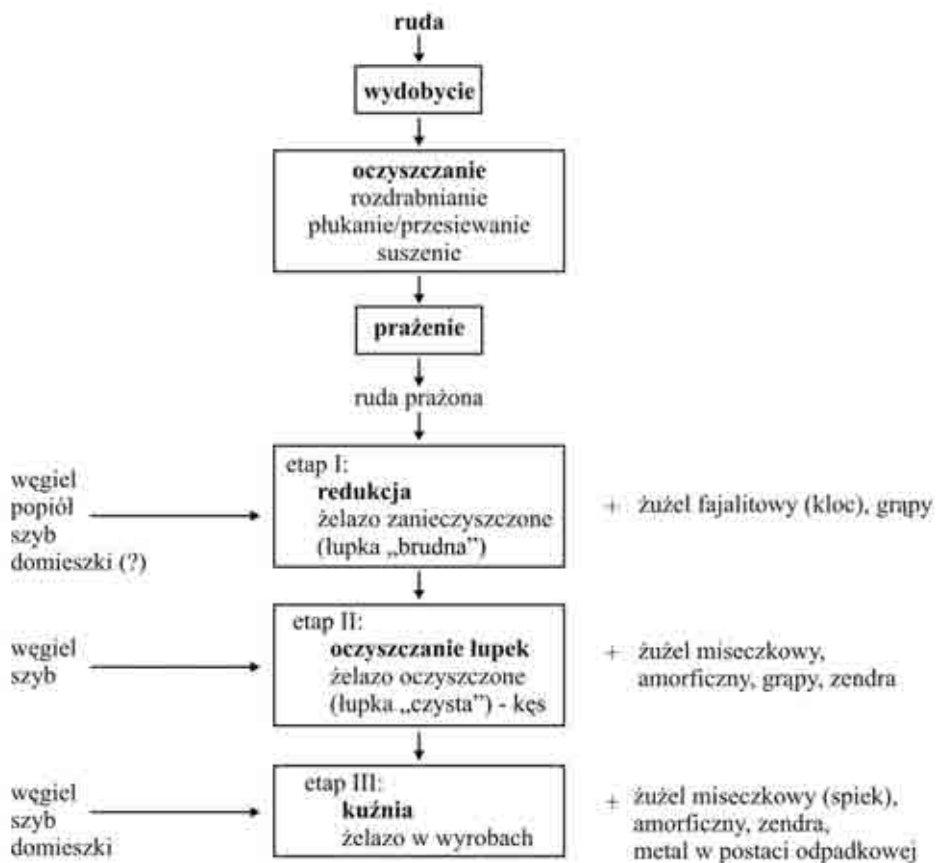 ruda
wydobycie
oczyszczanie
rozdrabnianie
płukanie/przesiewanie
suszenie
prażenie
ruda prażona
węgiel
popiół
szyb
domieszki (?)
etap I:
redukcja
żelazo zanieczyszczone
(łupka „brudna”)
+ żużel fajalitowy (kloc), grąpy
węgiel
szyb
etap II:
oczyszczanie łupek
żelazo oczyszczone
(łupka „czysta”) - kęs
+ żużel miseczkowy,
amorficzny, grąpy, zendra
węgiel
szyb
domieszki
etap III:
kuźnia
żelazo w wyrobach
+ żużel miseczkowy (spiek),
amorficzny, zendra,
metal w postaci odpadkowej